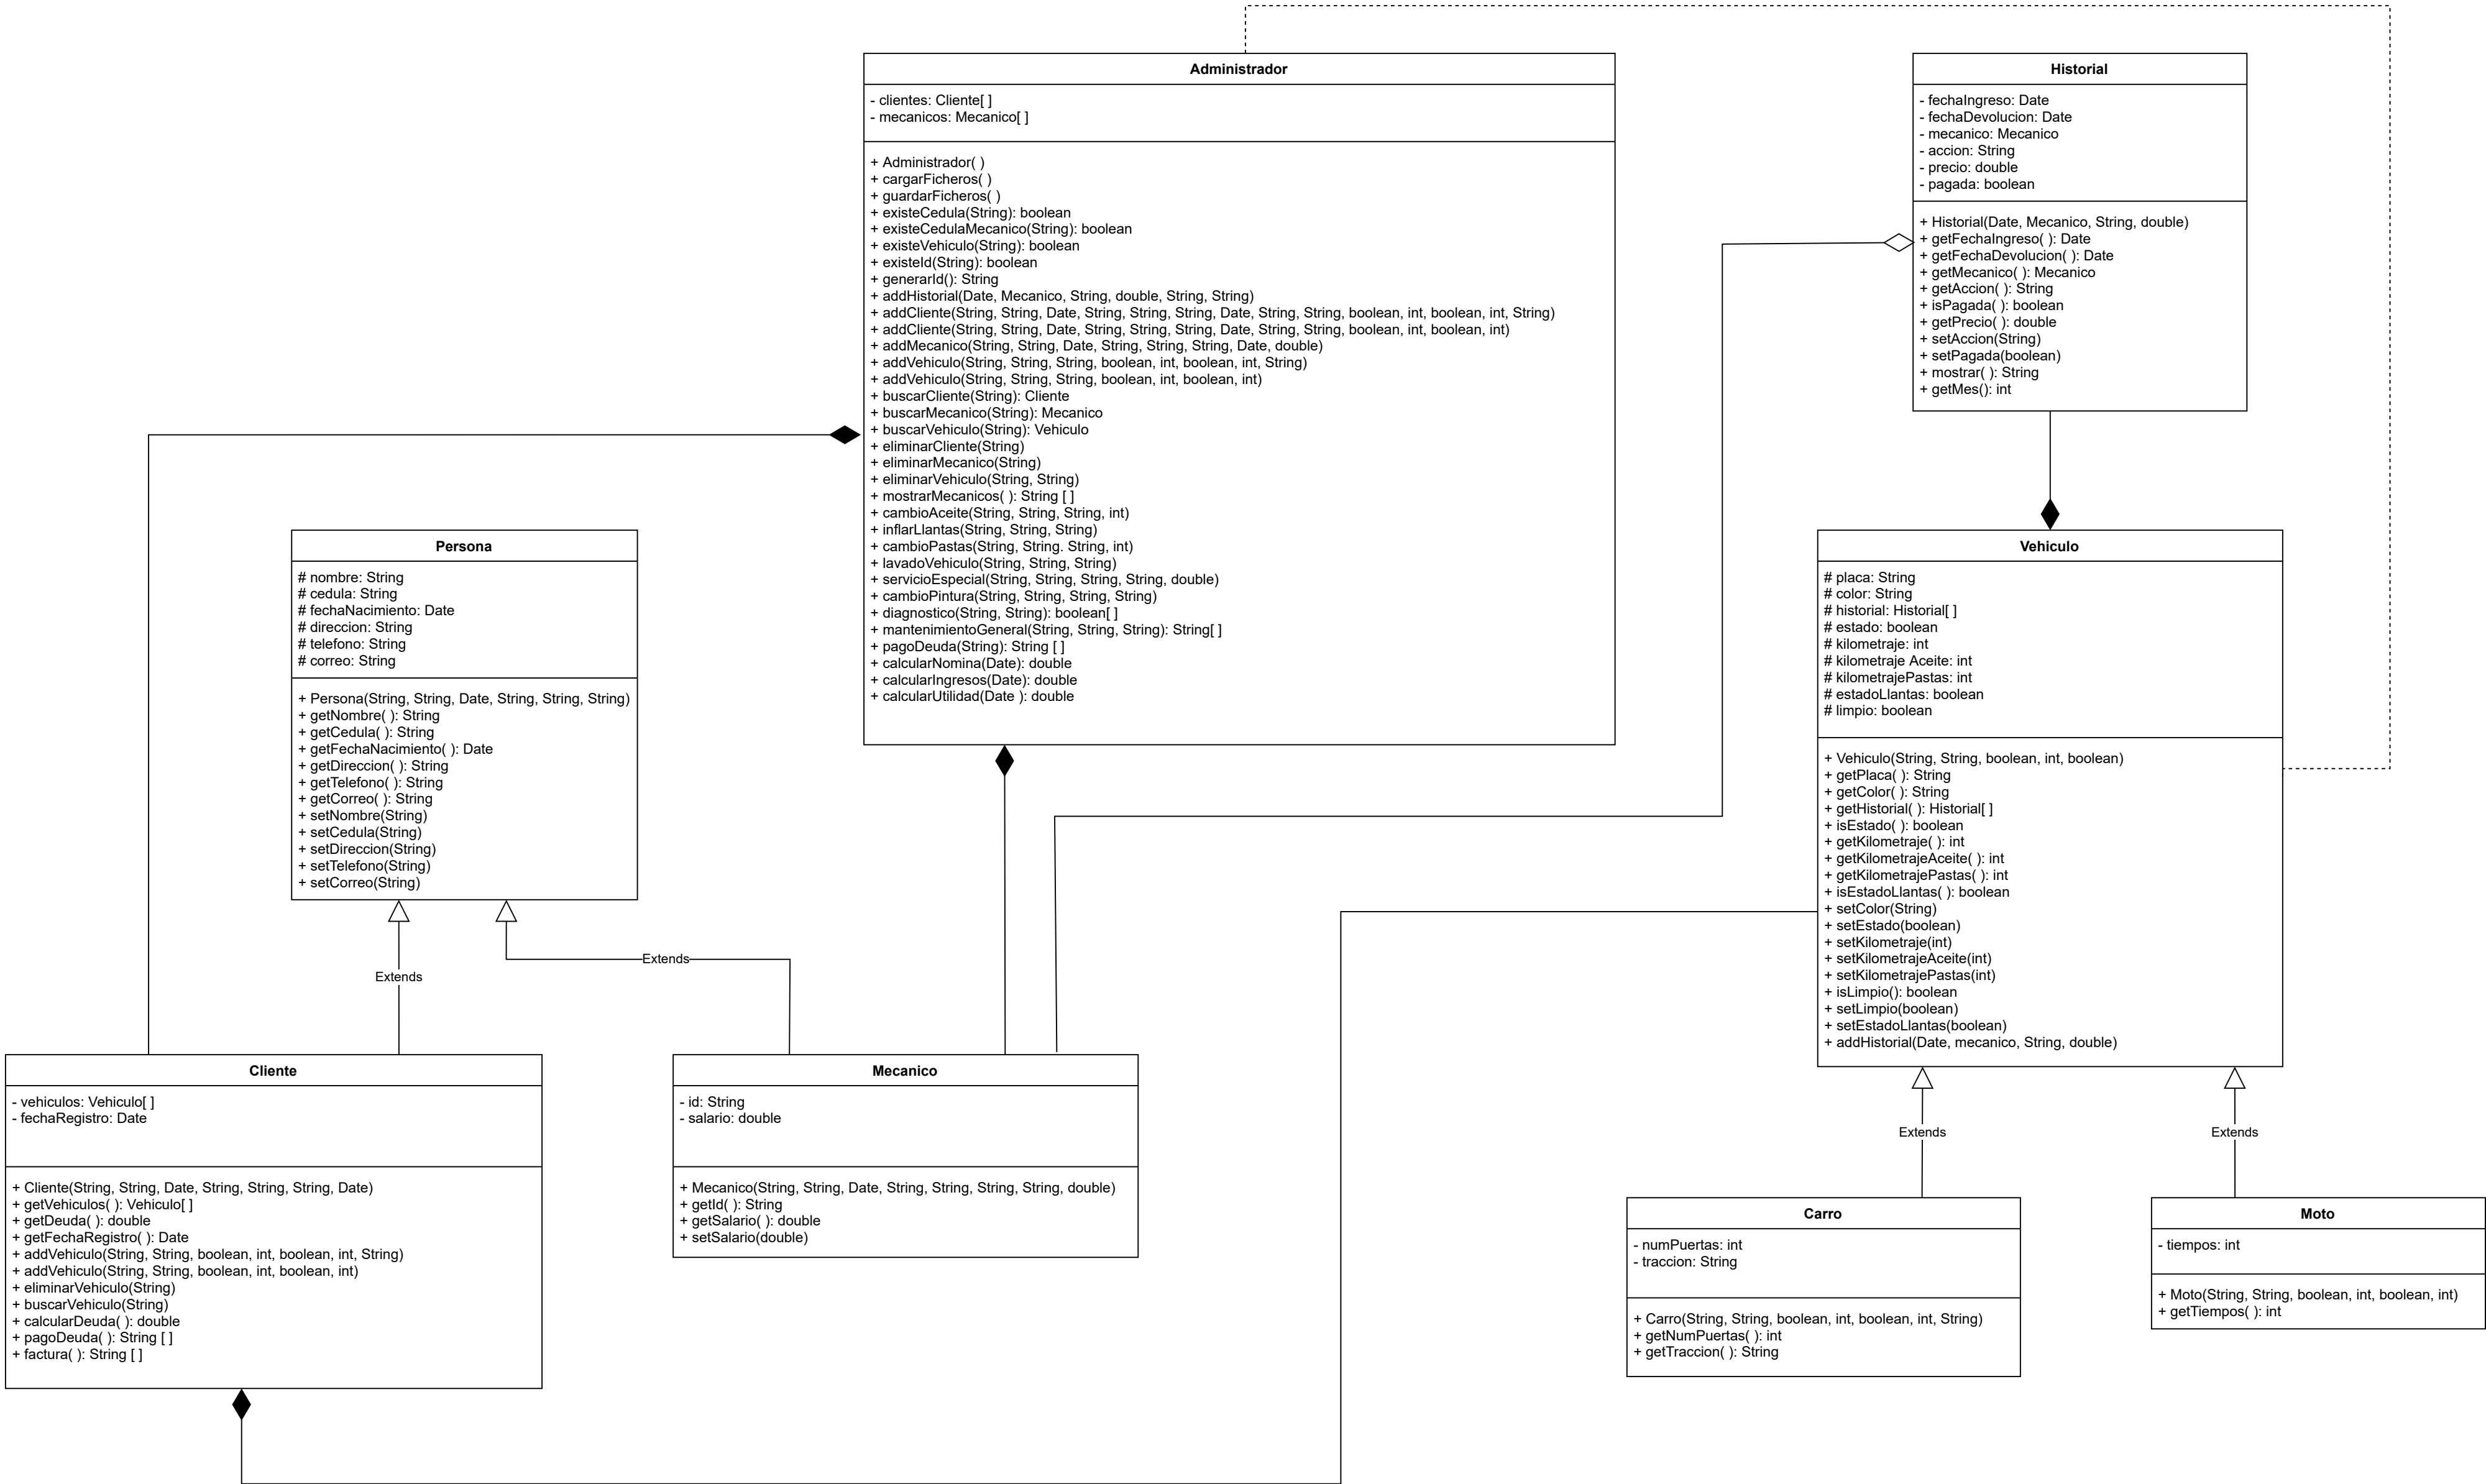 Administrador
- clientes: Cliente[ ]
- mecanicos: Mecanico[ ]
+ Administrador( )
+ cargarFicheros( )
+ guardarFicheros( )
+ existeCedula(String): boolean
+ existeCedulaMecanico(String): boolean
+ existeVehiculo(String): boolean
+ existeId(String): boolean
+ generarId(): String
+ addHistorial(Date, Mecanico, String, double, String, String)
+ addCliente(String, String, Date, String, String, String, Date, String, String, boolean, int, boolean, int, String)
+ addCliente(String, String, Date, String, String, String, Date, String, String, boolean, int, boolean, int)
+ addMecanico(String, String, Date, String, String, String, Date, double)
+ addVehiculo(String, String, String, boolean, int, boolean, int, String)
+ addVehiculo(String, String, String, boolean, int, boolean, int)
+ buscarCliente(String): Cliente
+ buscarMecanico(String): Mecanico
+ buscarVehiculo(String): Vehiculo
+ eliminarCliente(String)
+ eliminarMecanico(String)
+ eliminarVehiculo(String, String)
+ mostrarMecanicos( ): String [ ]
+ cambioAceite(String, String, String, int)
+ inflarLlantas(String, String, String)
+ cambioPastas(String, String. String, int)
+ lavadoVehiculo(String, String, String)
+ servicioEspecial(String, String, String, String, double)
+ cambioPintura(String, String, String, String)
+ diagnostico(String, String): boolean[ ]
+ mantenimientoGeneral(String, String, String): String[ ]
+ pagoDeuda(String): String [ ]
+ calcularNomina(Date): double
+ calcularIngresos(Date): double
+ calcularUtilidad(Date ): double
Historial
- fechaIngreso: Date
- fechaDevolucion: Date
- mecanico: Mecanico
- accion: String
- precio: double
- pagada: boolean
+ Historial(Date, Mecanico, String, double)
+ getFechaIngreso( ): Date
+ getFechaDevolucion( ): Date
+ getMecanico( ): Mecanico
+ getAccion( ): String
+ isPagada( ): boolean
+ getPrecio( ): double
+ setAccion(String)
+ setPagada(boolean)
+ mostrar( ): String
+ getMes(): int
Persona
# nombre: String
# cedula: String
# fechaNacimiento: Date
# direccion: String
# telefono: String
# correo: String
+ Persona(String, String, Date, String, String, String)
+ getNombre( ): String
+ getCedula( ): String
+ getFechaNacimiento( ): Date
+ getDireccion( ): String
+ getTelefono( ): String
+ getCorreo( ): String
+ setNombre(String)
+ setCedula(String)
+ setDireccion(String)
+ setTelefono(String)
+ setCorreo(String)
Vehiculo
# placa: String
# color: String
# historial: Historial[ ]
# estado: boolean
# kilometraje: int
# kilometraje Aceite: int
# kilometrajePastas: int
# estadoLlantas: boolean
# limpio: boolean
+ Vehiculo(String, String, boolean, int, boolean)
+ getPlaca( ): String
+ getColor( ): String
+ getHistorial( ): Historial[ ]
+ isEstado( ): boolean
+ getKilometraje( ): int
+ getKilometrajeAceite( ): int
+ getKilometrajePastas( ): int
+ isEstadoLlantas( ): boolean
+ setColor(String)
+ setEstado(boolean)
+ setKilometraje(int)
+ setKilometrajeAceite(int)
+ setKilometrajePastas(int)
+ isLimpio(): boolean
+ setLimpio(boolean)
+ setEstadoLlantas(boolean)
+ addHistorial(Date, mecanico, String, double)
Extends
Extends
Cliente
- vehiculos: Vehiculo[ ]
- fechaRegistro: Date
+ Cliente(String, String, Date, String, String, String, Date)
+ getVehiculos( ): Vehiculo[ ]
+ getDeuda( ): double
+ getFechaRegistro( ): Date
+ addVehiculo(String, String, boolean, int, boolean, int, String)
+ addVehiculo(String, String, boolean, int, boolean, int)
+ eliminarVehiculo(String)
+ buscarVehiculo(String)
+ calcularDeuda( ): double
+ pagoDeuda( ): String [ ]
+ factura( ): String [ ]
Mecanico
- id: String
- salario: double
+ Mecanico(String, String, Date, String, String, String, String, double)
+ getId( ): String
+ getSalario( ): double
+ setSalario(double)
Extends
Extends
Carro
- numPuertas: int
- traccion: String
+ Carro(String, String, boolean, int, boolean, int, String)
+ getNumPuertas( ): int
+ getTraccion( ): String
Moto
- tiempos: int
+ Moto(String, String, boolean, int, boolean, int)
+ getTiempos( ): int